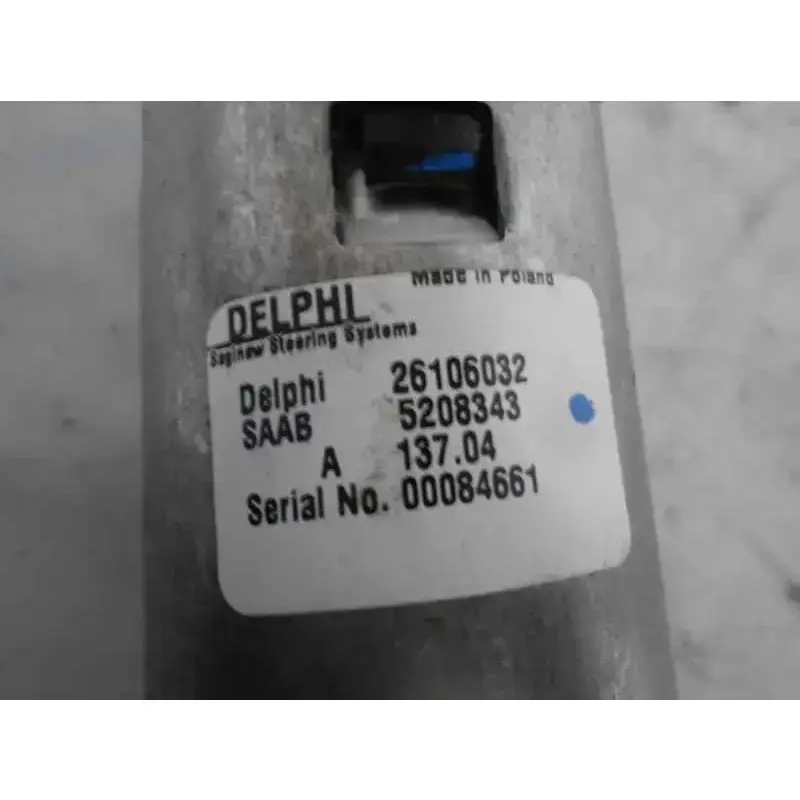 Made in Poland
DELPHI
Saginaw Steering Systems
Delphi 26106032
SAAB 5208343
A 137.04
Serial No. 00084661